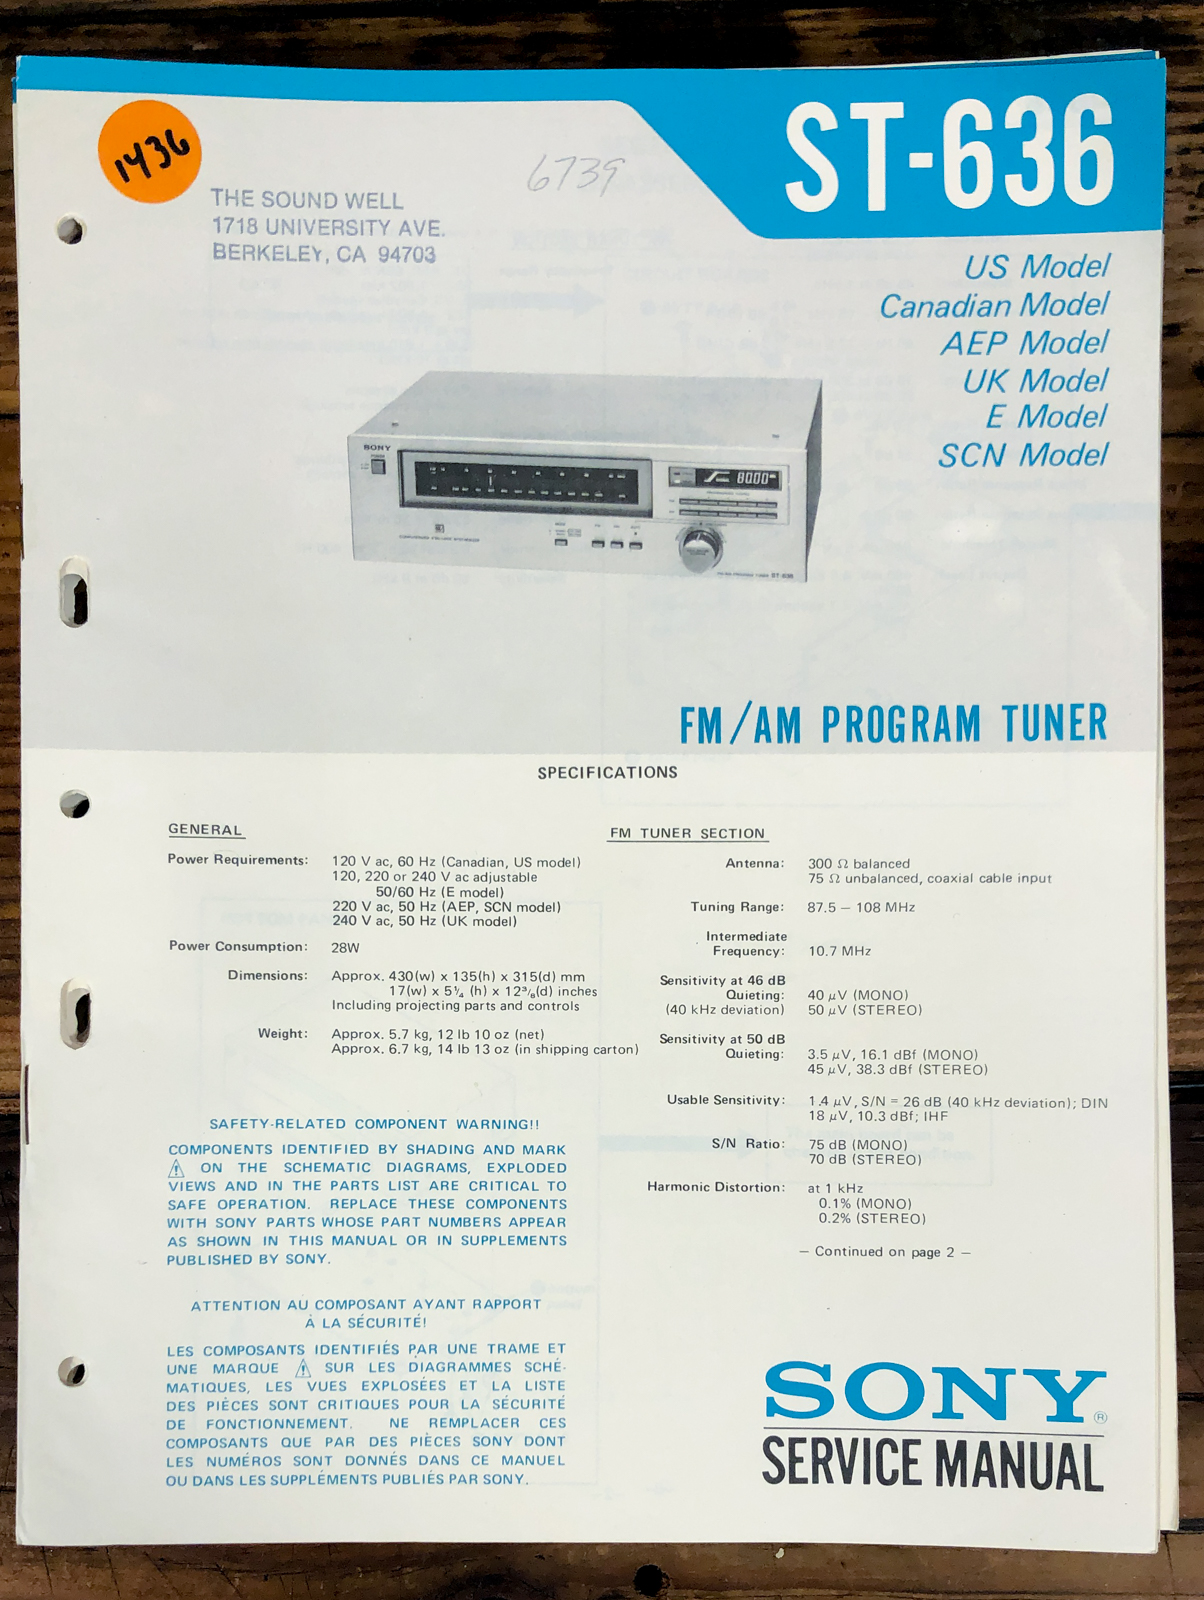 ST-636
1436
6739
THE SOUND WELL
1718 UNIVERSITY AVE.
BERKELEY, CA 94703
US Model
Canadian Model
AEP Model
UK Model
E Model
SCN Model
SONY
POWER
80.00
ST-636
FM/AM PROGRAM TUNER
SPECIFICATIONS
GENERAL
Power Requirements: 120 V ac, 60 Hz (Canadian, US model)
120, 220 or 240 V ac adjustable
50/60 Hz (E model)
220 V ac, 50 Hz (AEP, SCN model)
240 V ac, 50 Hz (UK model)
Power Consumption: 28W
Dimensions: Approx. 430(w) x 135(h) x 315(d) mm
17(w) x 5¼ (h) x 12³/₈(d) inches
Including projecting parts and controls
Weight: Approx. 5.7 kg, 12 lb 10 oz (net)
Approx. 6.7 kg, 14 lb 13 oz (in shipping carton)
SAFETY-RELATED COMPONENT WARNING!!
COMPONENTS IDENTIFIED BY SHADING AND MARK
⚠ ON THE SCHEMATIC DIAGRAMS, EXPLODED
VIEWS AND IN THE PARTS LIST ARE CRITICAL TO
SAFE OPERATION. REPLACE THESE COMPONENTS
WITH SONY PARTS WHOSE PART NUMBERS APPEAR
AS SHOWN IN THIS MANUAL OR IN SUPPLEMENTS
PUBLISHED BY SONY.
ATTENTION AU COMPOSANT AYANT RAPPORT
À LA SÉCURITÉ!
LES COMPOSANTS IDENTIFIÉS PAR UNE TRAME ET
UNE MARQUE ⚠ SUR LES DIAGRAMMES SCHÉ-
MATIQUES, LES VUES EXPLOSÉES ET LA LISTE
DES PIÈCES SONT CRITIQUES POUR LA SÉCURITÉ
DE FONCTIONNEMENT. NE REMPLACER CES
COMPOSANTS QUE PAR DES PIÈCES SONY DONT
LES NUMÉROS SONT DONNÉS DANS CE MANUEL
OU DANS LES SUPPLÉMENTS PUBLIÉS PAR SONY.
FM TUNER SECTION
Antenna: 300 Ω balanced
75 Ω unbalanced, coaxial cable input
Tuning Range: 87.5 – 108 MHz
Intermediate
Frequency: 10.7 MHz
Sensitivity at 46 dB
Quieting: 40 µV (MONO)
(40 kHz deviation) 50 µV (STEREO)
Sensitivity at 50 dB
Quieting: 3.5 µV, 16.1 dBf (MONO)
45 µV, 38.3 dBf (STEREO)
Usable Sensitivity: 1.4 µV, S/N = 26 dB (40 kHz deviation); DIN
18 µV, 10.3 dBf; IHF
S/N Ratio: 75 dB (MONO)
70 dB (STEREO)
Harmonic Distortion: at 1 kHz
0.1% (MONO)
0.2% (STEREO)
– Continued on page 2 –
SONY®
SERVICE MANUAL